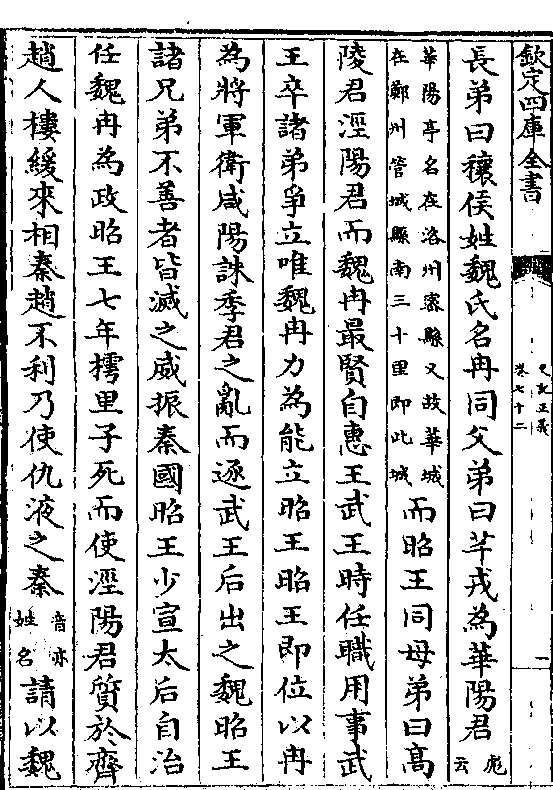 欽定四庫全書
史記正義
卷七十二
一
長弟曰穰侯姓魏氏名冉同父弟曰芊戎為華陽君彪云
華陽亭名在洛州密縣又故華城
在鄭州管城縣南三十里即此城
而昭王同母弟曰高
陵君涇陽君而魏冉最賢自惠王武王時任職用事武
王卒諸弟爭立唯魏冉力為能立昭王昭王即位以冉
為將軍衛咸陽誅季君之亂而逐武王后出之魏昭王
諸兄弟不善者皆滅之威振秦國昭王少宣太后自治
任魏冉為政昭王七年樗里子死而使涇陽君質於齊
趙人樓緩來相秦趙不利乃使仇液之秦音亦姓名請以魏